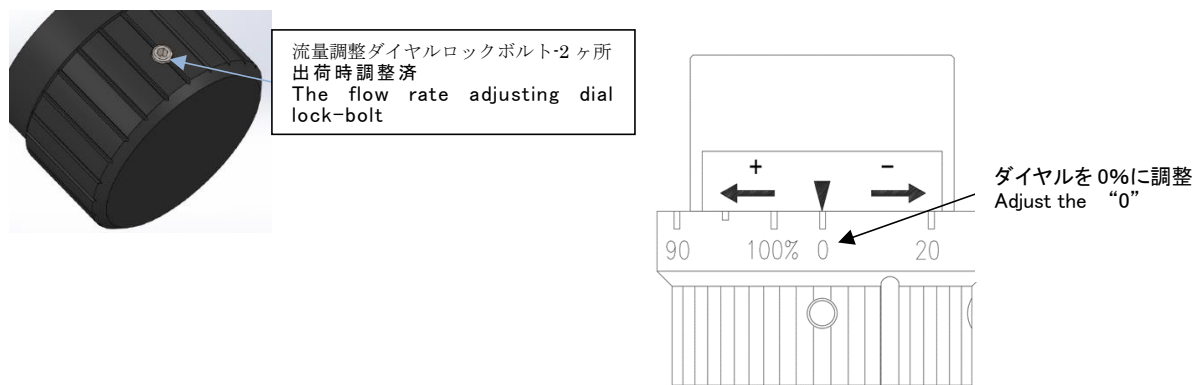 流量調整ダイヤルロックボルト-2ヶ所
出荷時調整済
The flow rate adjusting dial
lock-bolt
+ −
ダイヤルを0%に調整
Adjust the “0”
90 100% 0 20